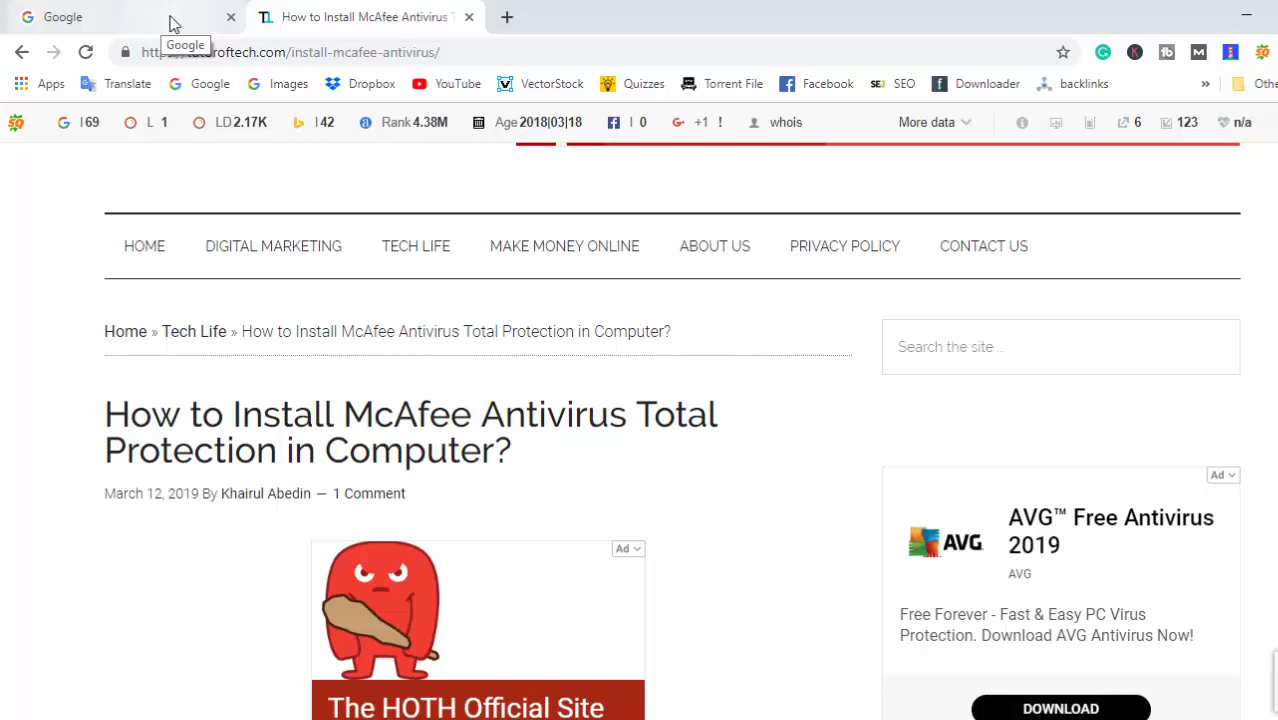 Google
How to Install McAfee Antivirus T
Google
oftech.com/install-mcafee-antivirus/
Apps Translate Google Images Dropbox YouTube VectorStock Quizzes Torrent File Facebook SEO Downloader backlinks » Othe
I 69 L 1 LD 2.17K I 42 Rank 4.38M Age 2018|03|18 I 0 +1 ! whois More data 6 123 n/a
HOME DIGITAL MARKETING TECH LIFE MAKE MONEY ONLINE ABOUT US PRIVACY POLICY CONTACT US
Home » Tech Life » How to Install McAfee Antivirus Total Protection in Computer?
Search the site ...
How to Install McAfee Antivirus Total
Protection in Computer?
March 12, 2019 By Khairul Abedin — 1 Comment
Ad
The HOTH Official Site
Ad
AVG
AVG™ Free Antivirus
2019
AVG
Free Forever - Fast & Easy PC Virus
Protection. Download AVG Antivirus Now!
DOWNLOAD